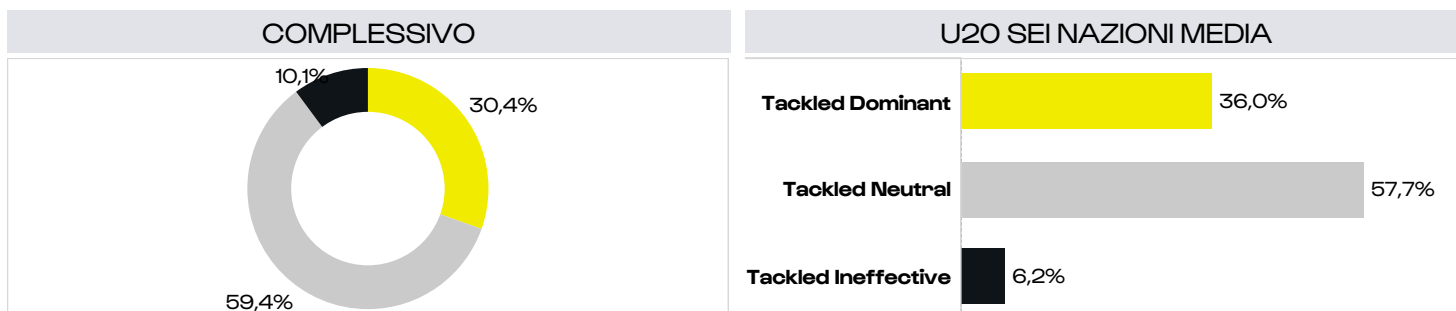 COMPLESSIVO
10,1%
30,4%
59,4%
U20 SEI NAZIONI MEDIA
Tackled Dominant 36,0%
Tackled Neutral 57,7%
Tackled Ineffective 6,2%